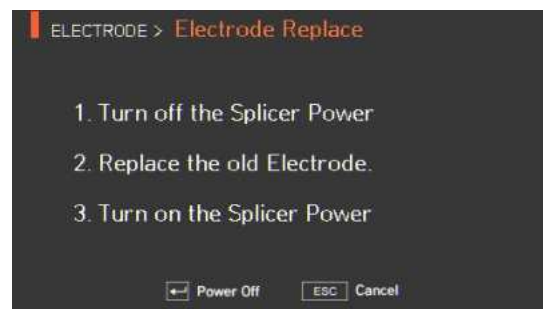 ELECTRODE > Electrode Replace
1. Turn off the Splicer Power
2. Replace the old Electrode.
3. Turn on the Splicer Power
Power Off ESC Cancel